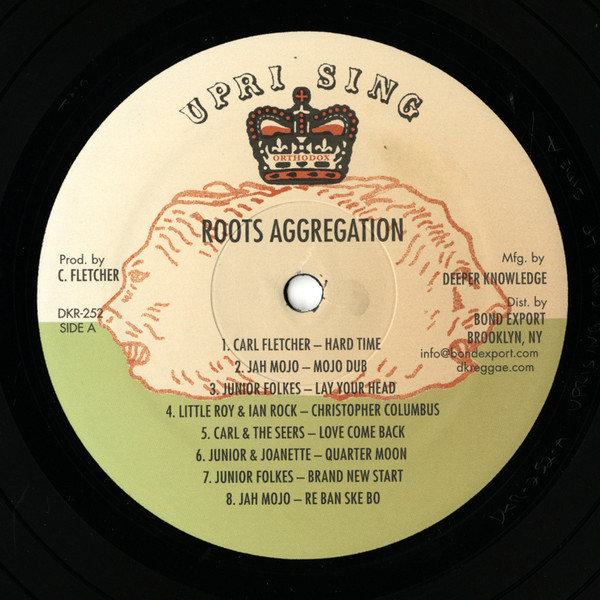 UPRISING
ORTHODOX
ROOTS AGGREGATION
Prod. by
C. FLETCHER
DKR-252
SIDE A
Mfg. by
DEEPER KNOWLEDGE
Dist. by
BOND EXPORT
BROOKLYN, NY
info@bondexport.com
dkreggae.com
1. CARL FLETCHER – HARD TIME
2. JAH MOJO – MOJO DUB
3. JUNIOR FOLKES – LAY YOUR HEAD
4. LITTLE ROY & IAN ROCK – CHRISTOPHER COLUMBUS
5. CARL & THE SEERS – LOVE COME BACK
6. JUNIOR & JOANETTE – QUARTER MOON
7. JUNIOR FOLKES – BRAND NEW START
8. JAH MOJO – RE BAN SKE BO